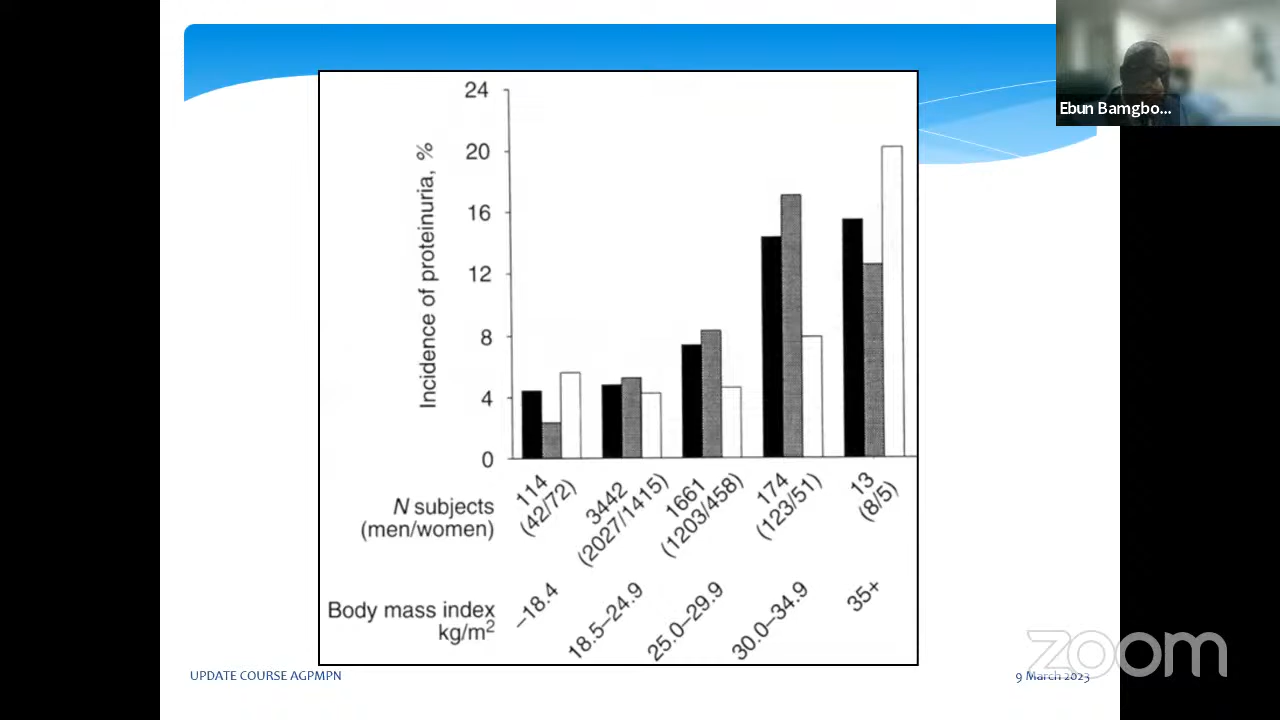 Ebun Bamgbo...
24
20
16
12
8
4
0
Incidence of proteinuria, %
N subjects
(men/women)
114
(42/72)
3442
(2027/1415)
1661
(1203/458)
174
(123/51)
13
(8/5)
Body mass index
kg/m²
–18.4
18.5–24.9
25.0–29.9
30.0–34.9
35+
UPDATE COURSE AGPMPN
9 March 2023
zoom